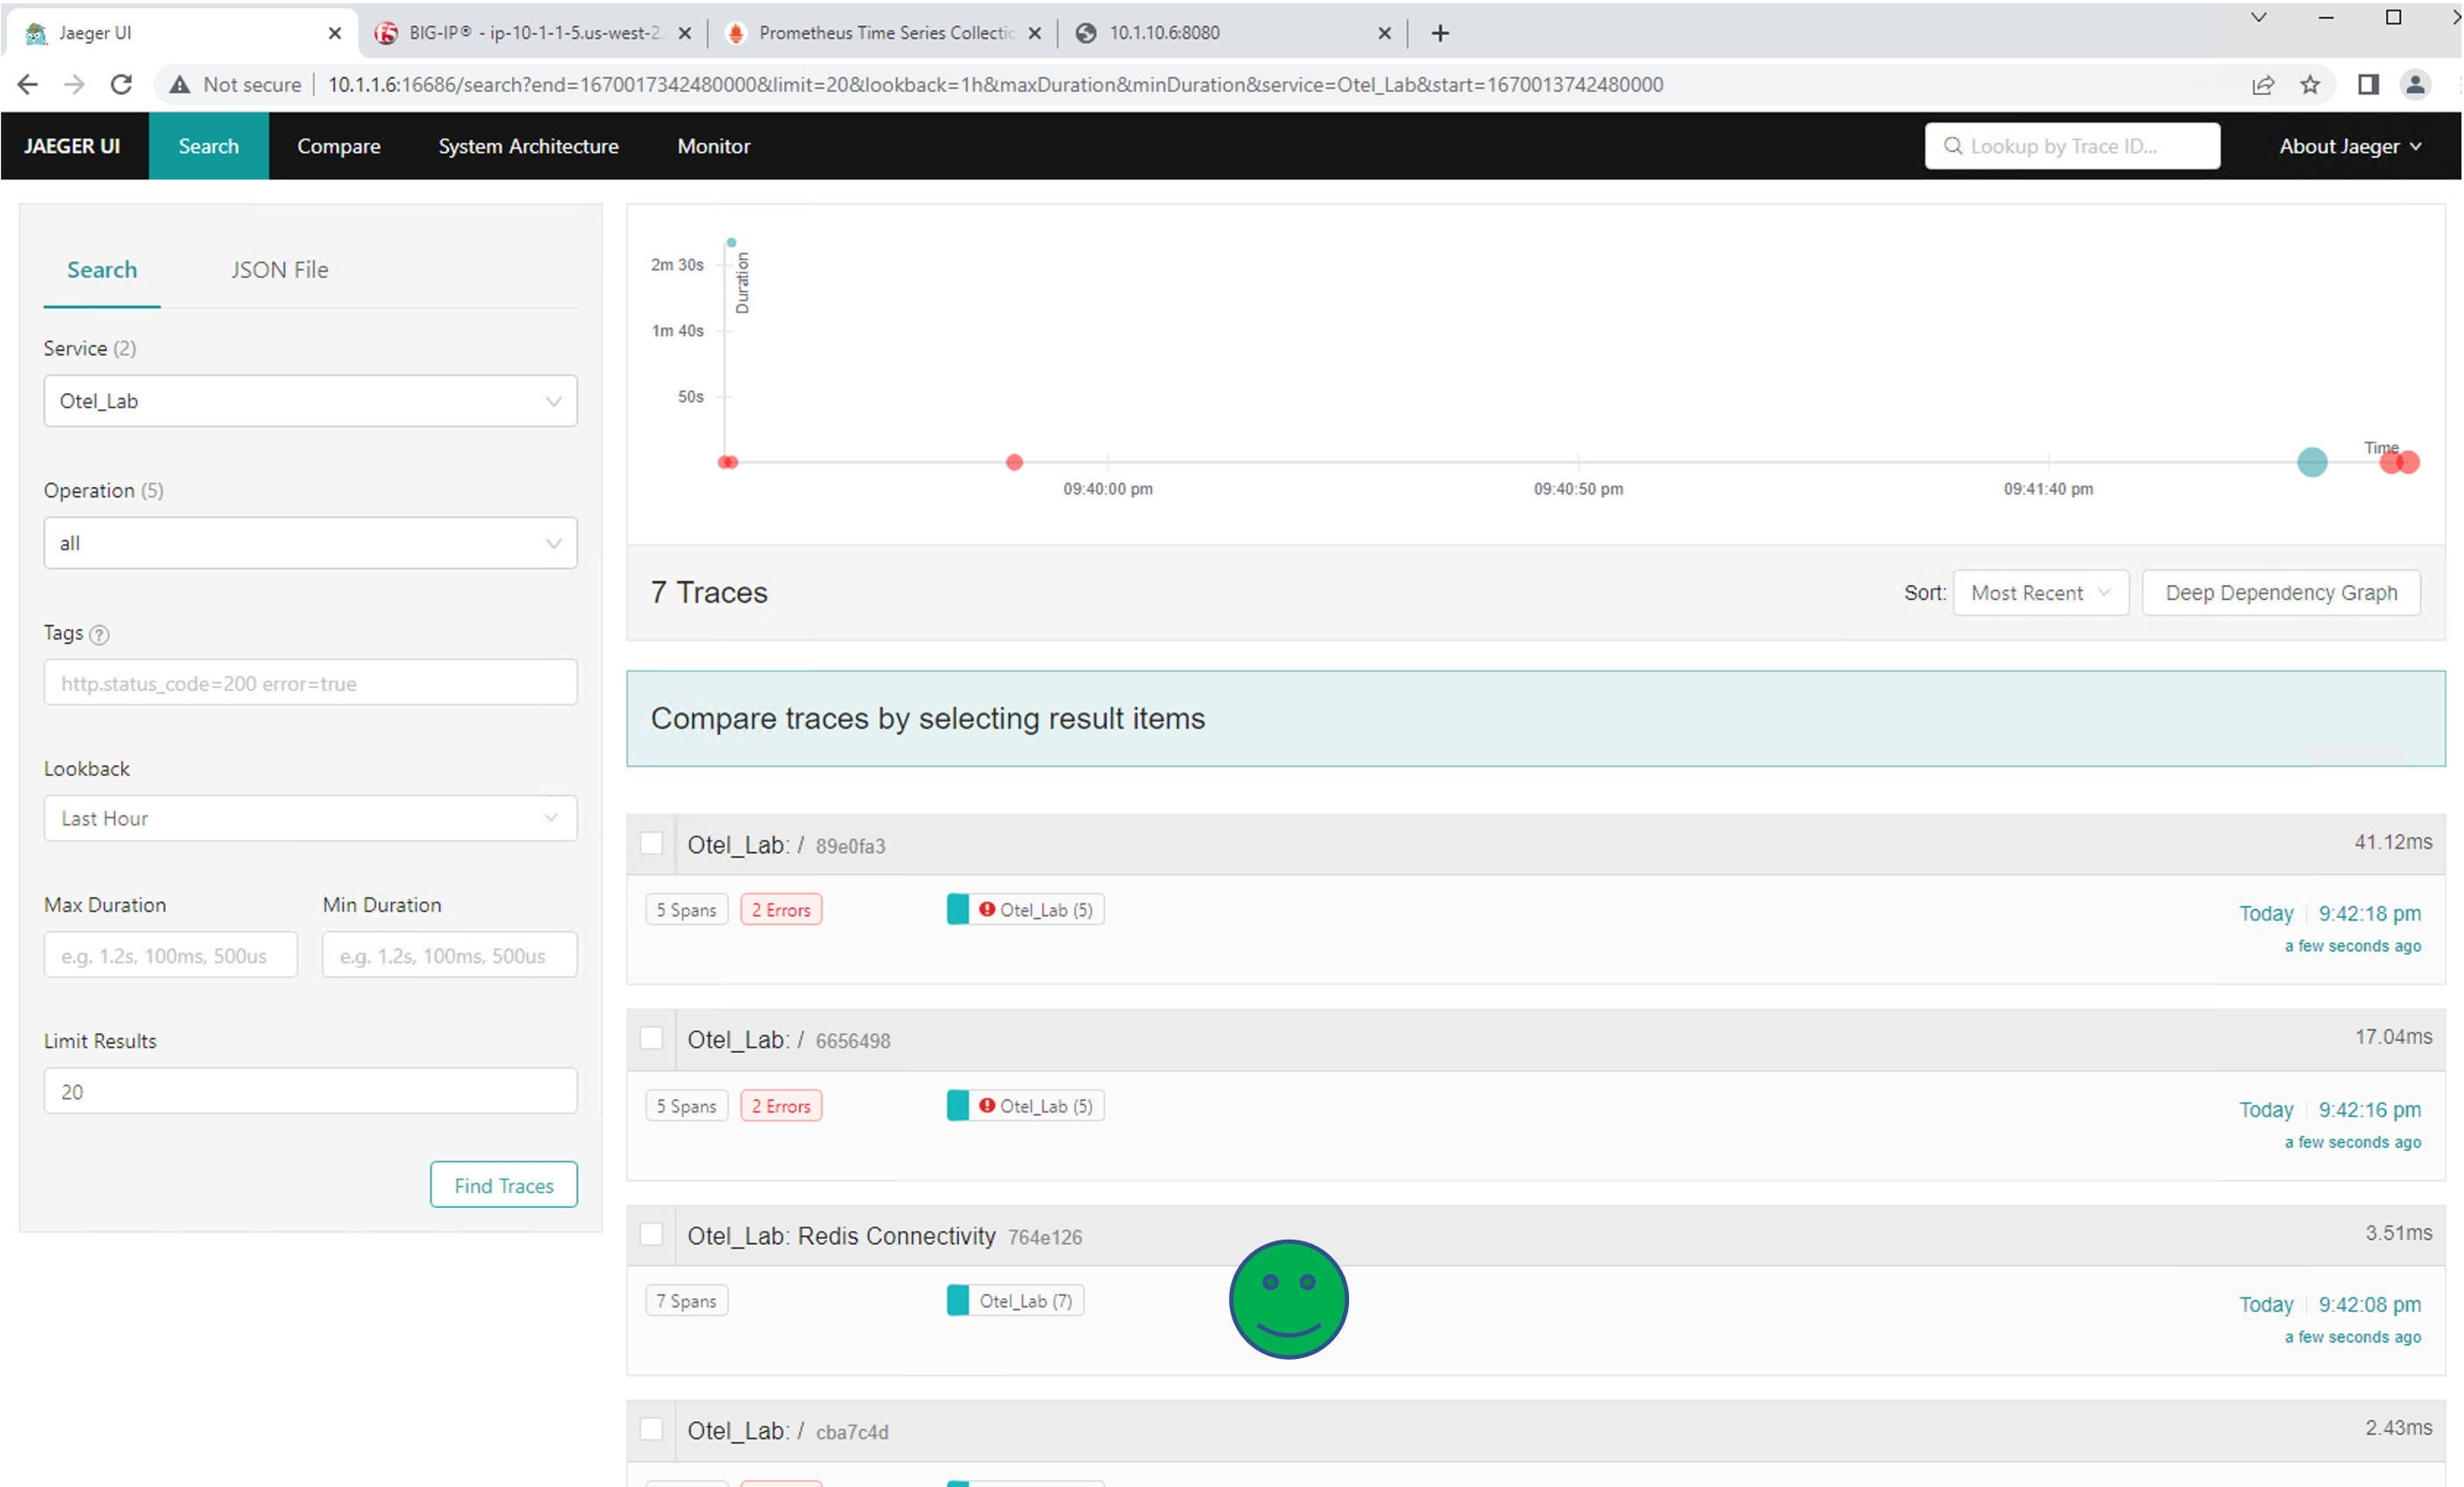 Jaeger UI
BIG-IP® - ip-10-1-1-5.us-west-2.
Prometheus Time Series Collectio
10.1.10.6:8080
Not secure
10.1.1.6:16686/search?end=1670017342480000&limit=20&lookback=1h&maxDuration&minDuration&service=Otel_Lab&start=1670013742480000
JAEGER UI
Search
Compare
System Architecture
Monitor
Lookup by Trace ID...
About Jaeger
Search
JSON File
Service (2)
Otel_Lab
Operation (5)
all
Tags
http.status_code=200 error=true
Lookback
Last Hour
Max Duration
Min Duration
e.g. 1.2s, 100ms, 500us
e.g. 1.2s, 100ms, 500us
Limit Results
20
Find Traces
Duration
2m 30s
1m 40s
50s
Time
09:40:00 pm
09:40:50 pm
09:41:40 pm
7 Traces
Sort:
Most Recent
Deep Dependency Graph
Compare traces by selecting result items
Otel_Lab: / 89e0fa3
41.12ms
5 Spans
2 Errors
Otel_Lab (5)
Today
9:42:18 pm
a few seconds ago
Otel_Lab: / 6656498
17.04ms
5 Spans
2 Errors
Otel_Lab (5)
Today
9:42:16 pm
a few seconds ago
Otel_Lab: Redis Connectivity 764e126
3.51ms
7 Spans
Otel_Lab (7)
Today
9:42:08 pm
a few seconds ago
Otel_Lab: / cba7c4d
2.43ms